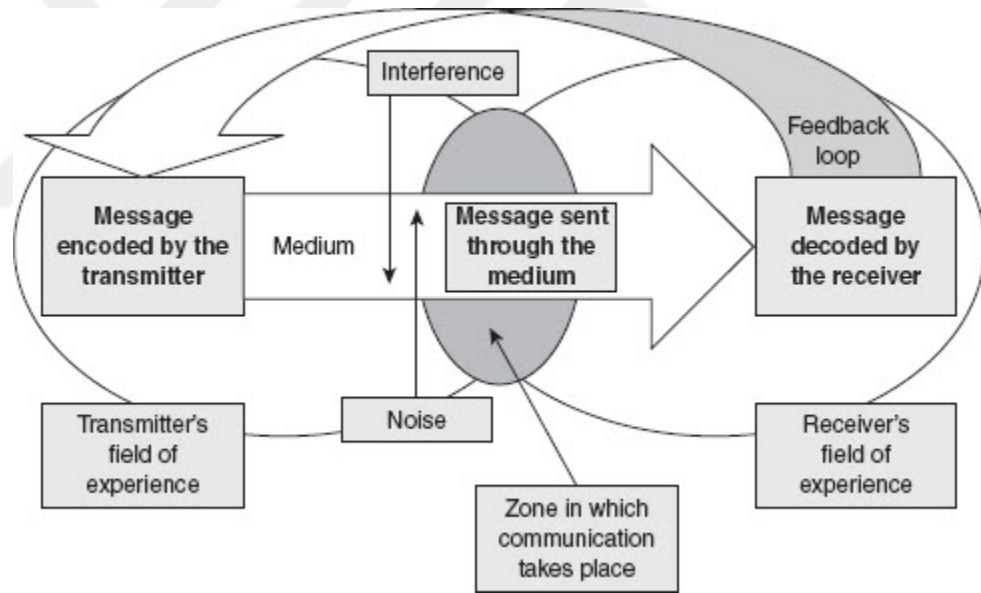 Interference
Feedback
loop
Message
encoded by the
transmitter
Medium
Message sent
through the
medium
Message
decoded by
the receiver
Transmitter's
field of
experience
Noise
Receiver's
field of
experience
Zone in which
communication
takes place